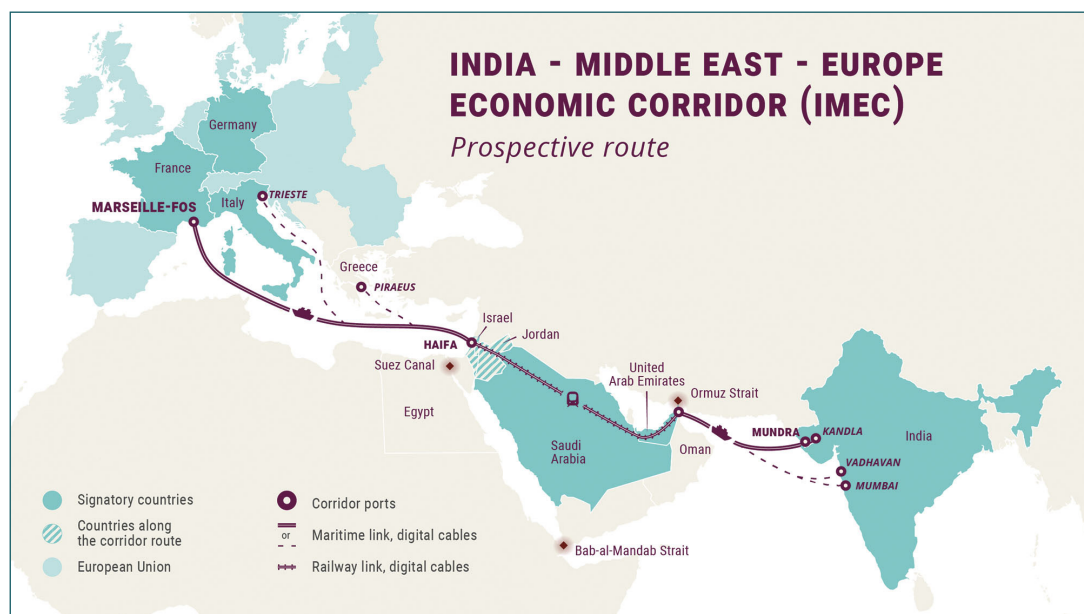 INDIA - MIDDLE EAST - EUROPE
ECONOMIC CORRIDOR (IMEC)
Prospective route
Germany
France
Italy
TRIESTE
MARSEILLE-FOS
Greece
PIRAEUS
Israel
Jordan
HAIFA
Suez Canal
United
Arab Emirates
Ormuz Strait
Egypt
MUNDRA
KANDLA
India
Saudi
Arabia
Oman
VADHAVAN
MUMBAI
Bab-al-Mandab Strait
Signatory countries
Countries along
the corridor route
European Union
Corridor ports
or
Maritime link, digital cables
Railway link, digital cables